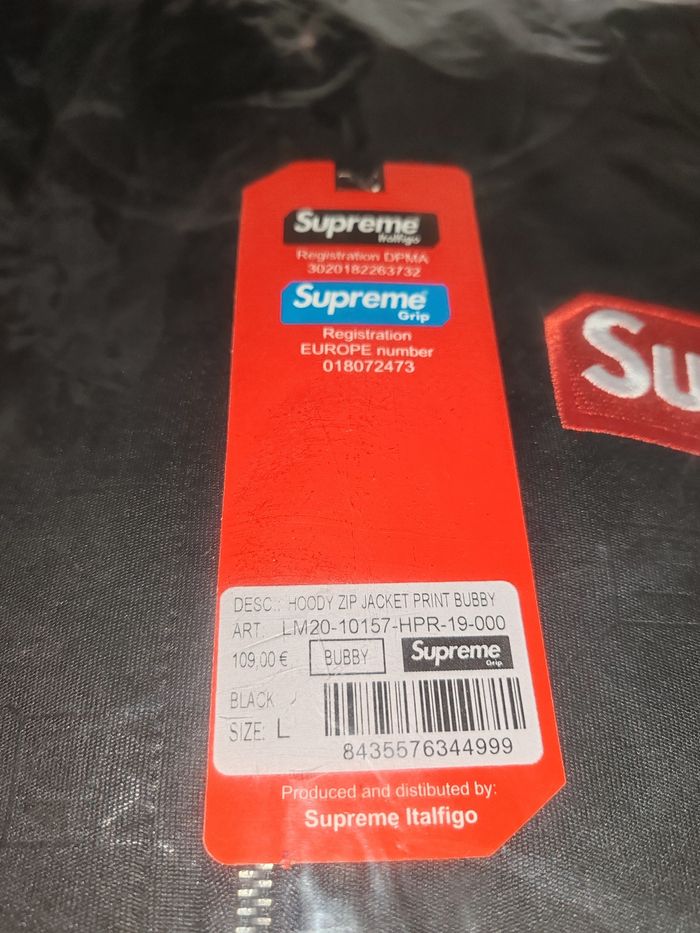 Supreme
Italfigo
Registration DPMA
3020182263732
Supreme
Grip
Registration
EUROPE number
018072473
Su
DESC.: HOODY ZIP JACKET PRINT BUBBY
ART. LM20-10157-HPR-19-000
109,00 € BUBBY Supreme
Grip
BLACK
SIZE: L
8435576344999
Produced and distibuted by:
Supreme Italfigo